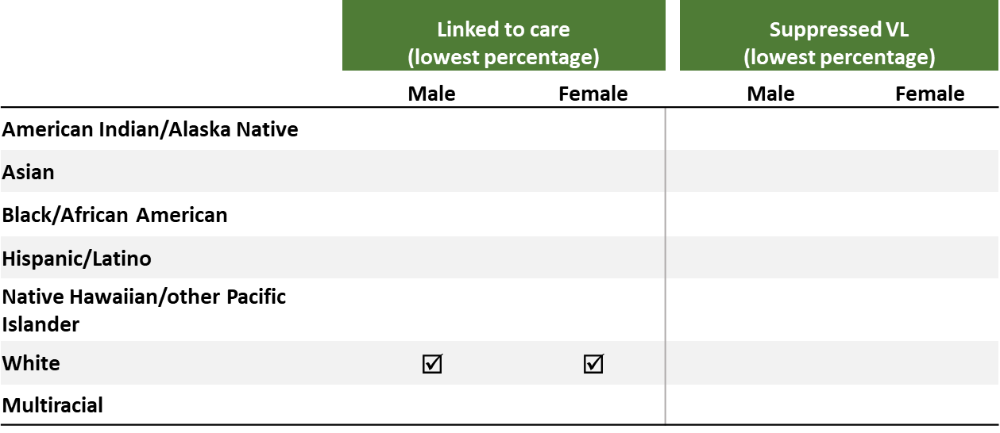 Linked to care
(lowest percentage)
Suppressed VL
(lowest percentage)
Male Female Male Female
American Indian/Alaska Native
Asian
Black/African American
Hispanic/Latino
Native Hawaiian/other Pacific
Islander
White ☑ ☑
Multiracial